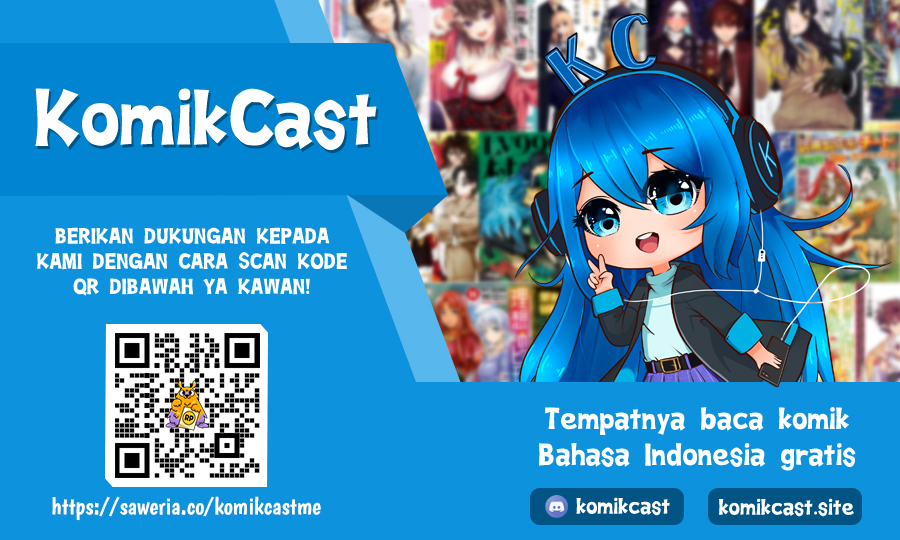 KomikCast
BERIKAN DUKUNGAN KEPADA
KAMI DENGAN CARA SCAN KODE
QR DIBAWAH YA KAWAN!
RP
https://saweria.co/komikcastme
K C
K
Tempatnya baca komik
Bahasa Indonesia gratis
komikcast
komikcast.site